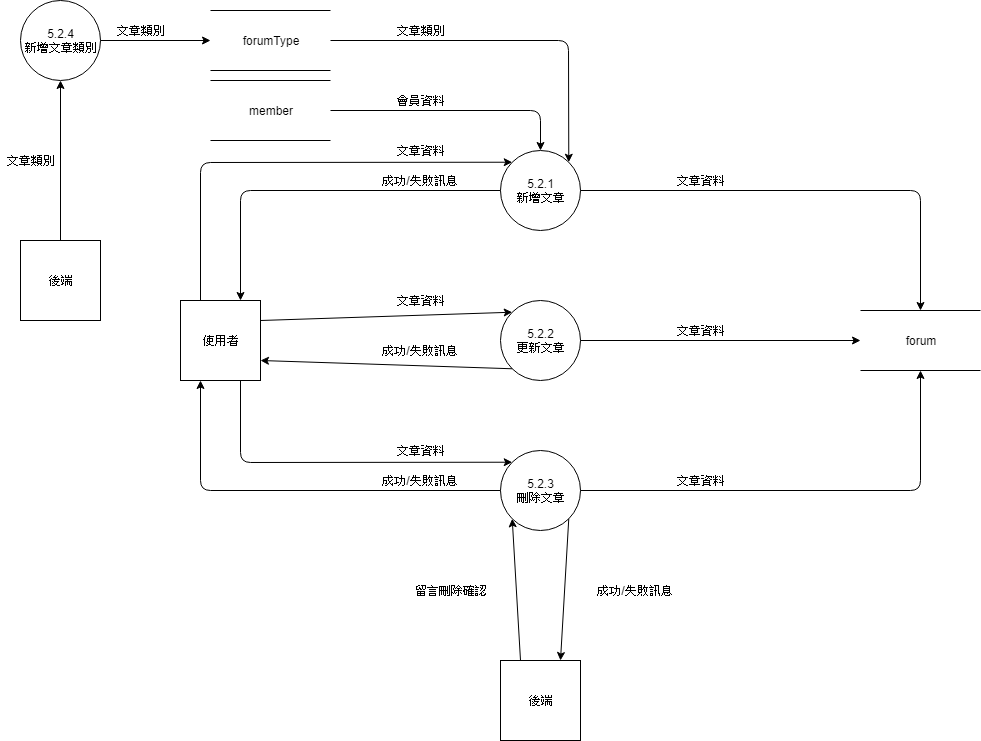 5.2.4
新增文章類別
文章類別
forumType
文章類別
member
會員資料
文章類別
文章資料
成功/失敗訊息
5.2.1
新增文章
文章資料
後端
使用者
文章資料
成功/失敗訊息
5.2.2
更新文章
文章資料
forum
文章資料
成功/失敗訊息
5.2.3
刪除文章
文章資料
留言刪除確認
成功/失敗訊息
後端